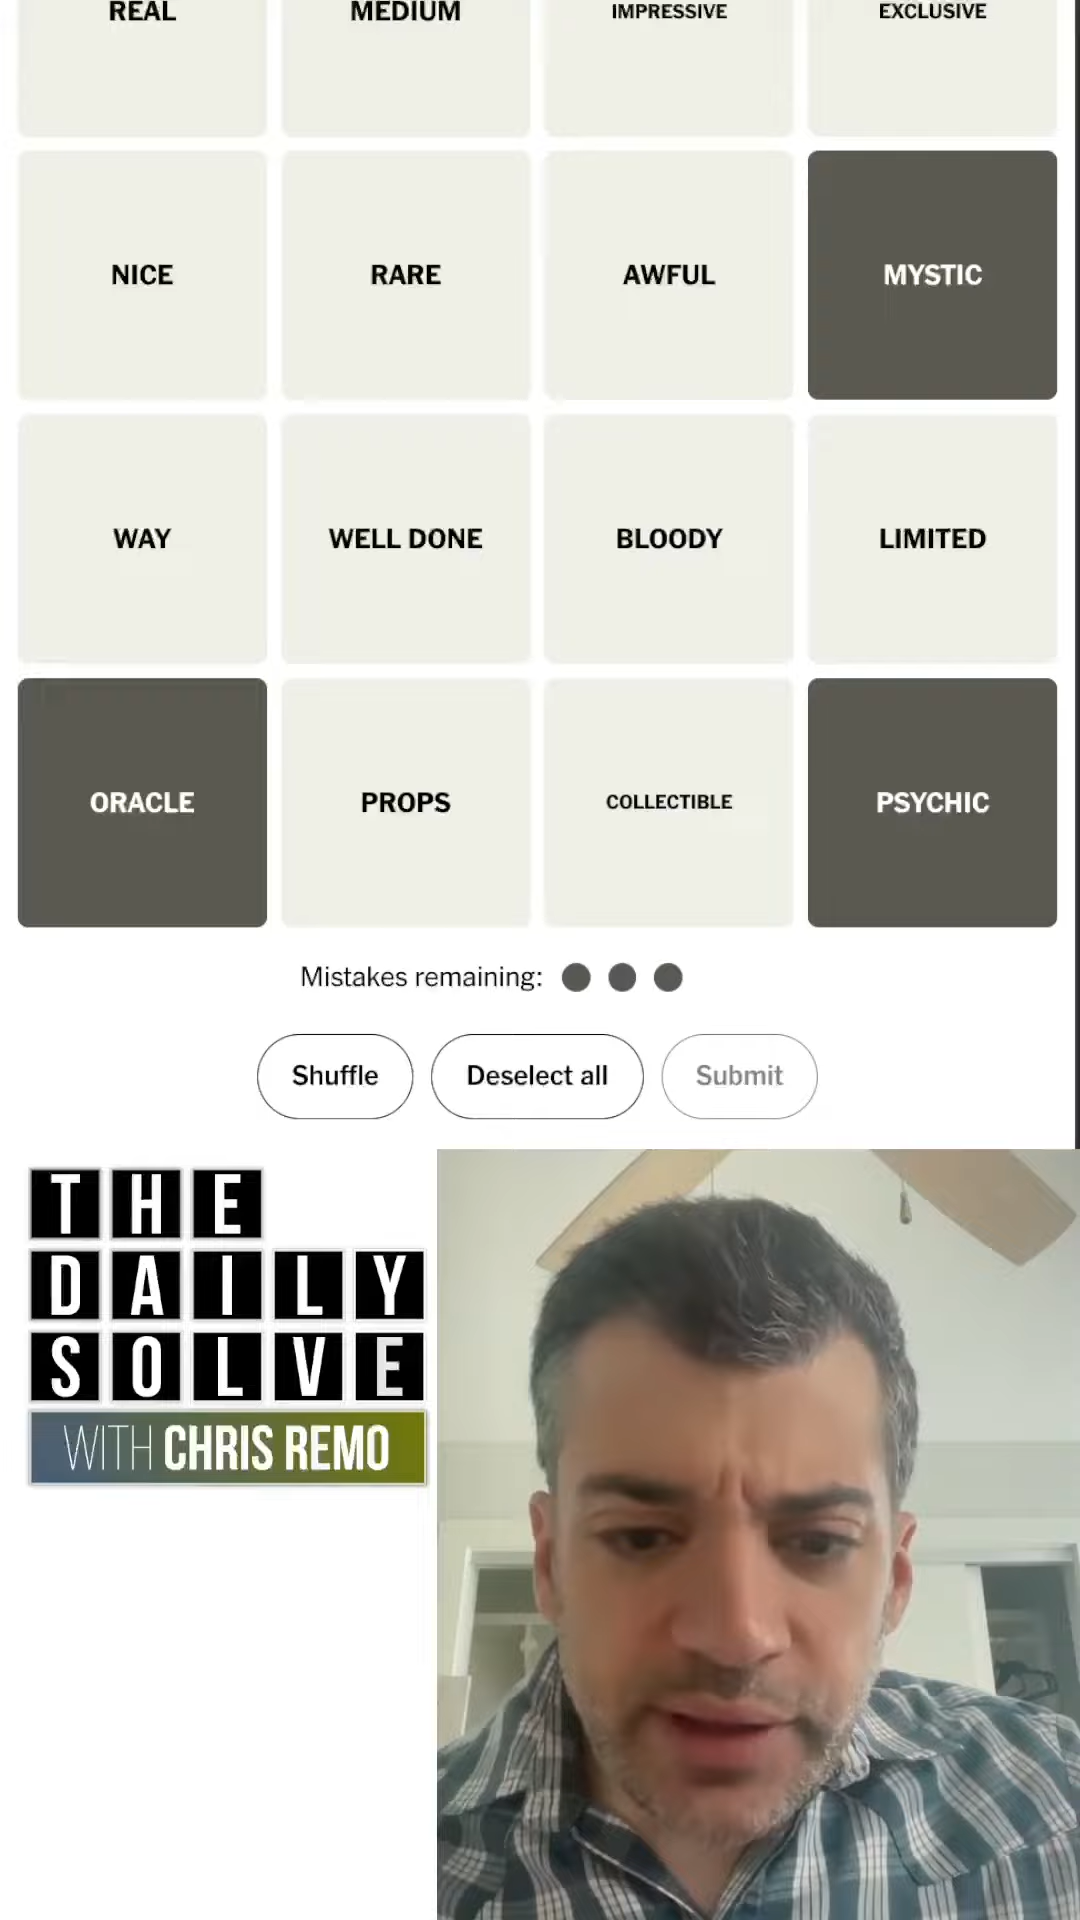 REAL MEDIUM IMPRESSIVE EXCLUSIVE
NICE RARE AWFUL MYSTIC
WAY WELL DONE BLOODY LIMITED
ORACLE PROPS COLLECTIBLE PSYCHIC
Mistakes remaining:
Shuffle Deselect all Submit
THE
DAILY
SOLVE
WITH CHRIS REMO